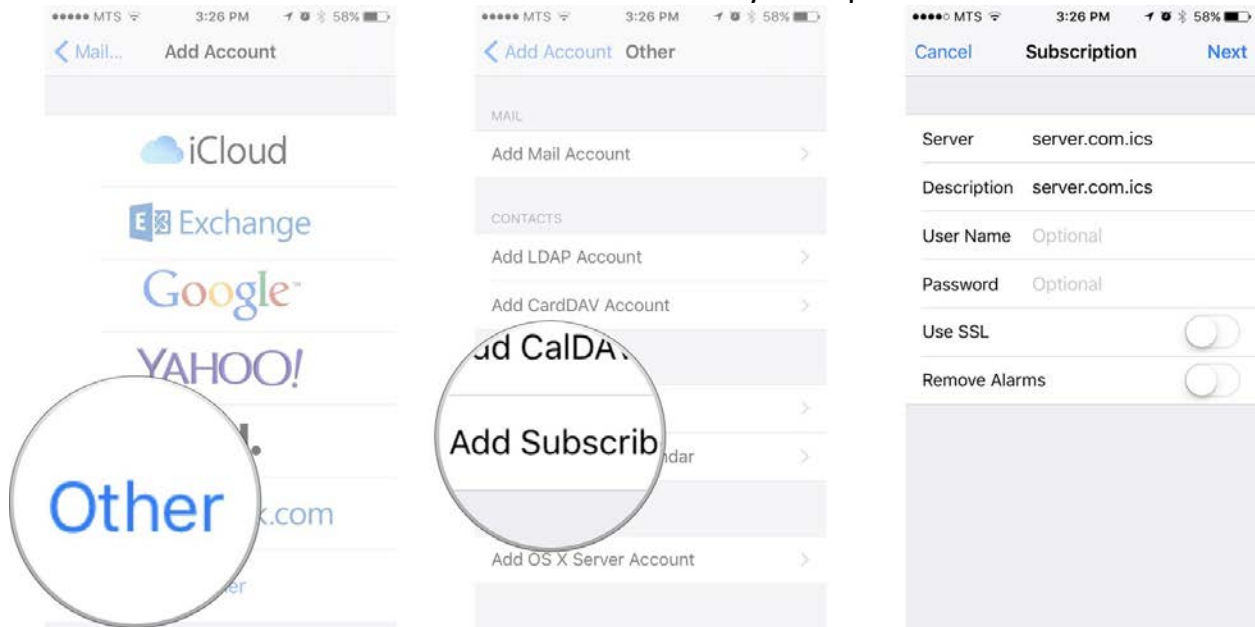 MTS 3:26 PM 58%
Mail... Add Account
iCloud
Exchange
Google™
YAHOO!
Other
.com
MTS 3:26 PM 58%
Add Account Other
MAIL
Add Mail Account
CONTACTS
Add LDAP Account
Add CardDAV Account
Add Subscrib
Add OS X Server Account
MTS 3:26 PM 58%
Cancel Subscription Next
Server server.com.ics
Description server.com.ics
User Name Optional
Password Optional
Use SSL
Remove Alarms